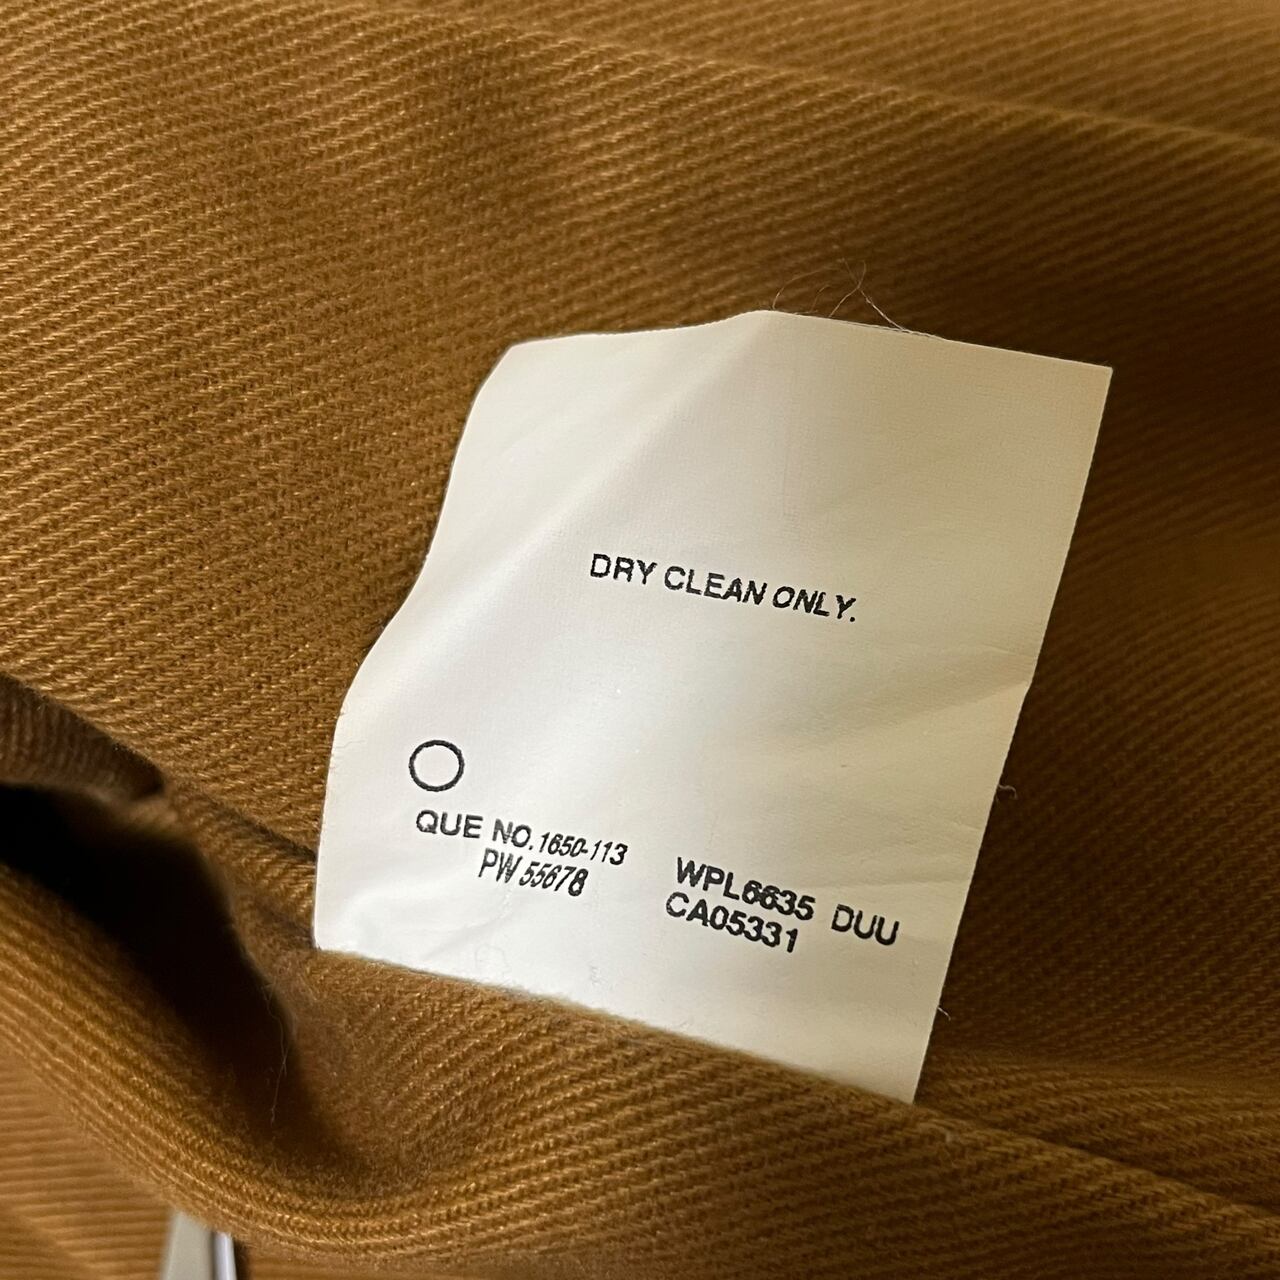 DRY CLEAN ONLY.
QUE NO. 1650-113
PW 55678
WPL6635 DUU
CA05331